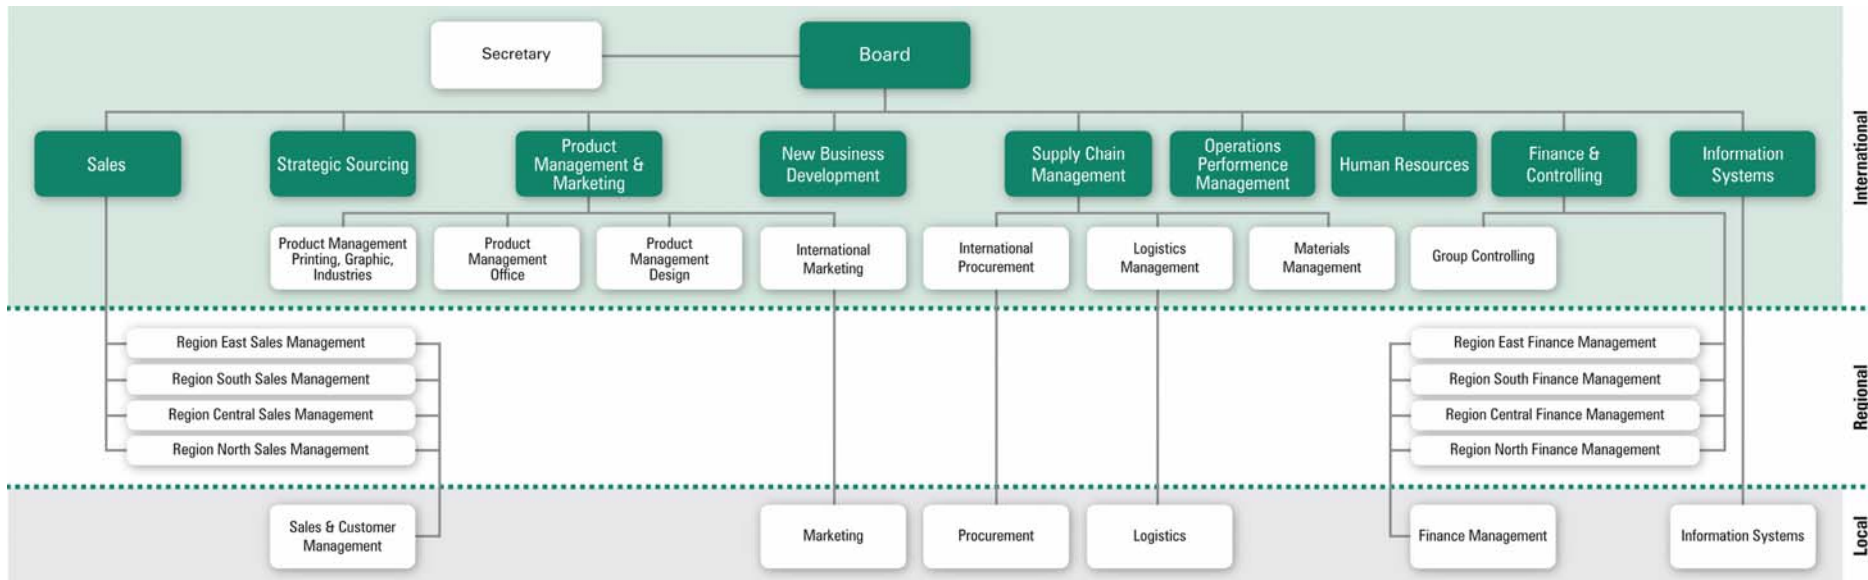 Secretary
Board
Sales
Strategic Sourcing
Product
Management &
Marketing
New Business
Development
Supply Chain
Management
Operations
Performence
Management
Human Resources
Finance &
Controlling
Information
Systems
International
Product Management
Printing, Graphic,
Industries
Product
Management
Office
Product
Management
Design
International
Marketing
International
Procurement
Logistics
Management
Materials
Management
Group Controlling
Region East Sales Management
Region South Sales Management
Region Central Sales Management
Region North Sales Management
Region East Finance Management
Region South Finance Management
Region Central Finance Management
Region North Finance Management
Regional
Sales & Customer
Management
Marketing
Procurement
Logistics
Finance Management
Information Systems
Local